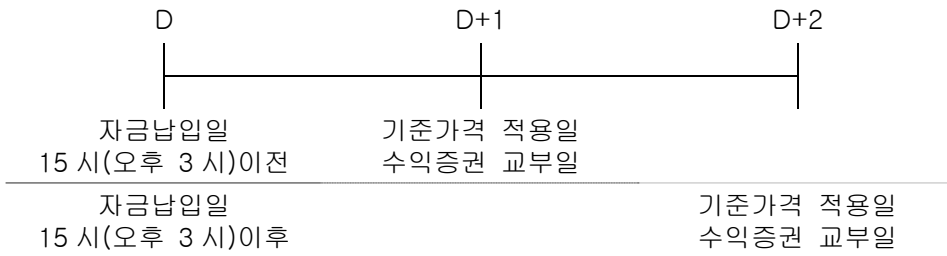 D D+1 D+2
자금납입일 기준가격 적용일
15 시(오후 3 시)이전 수익증권 교부일
자금납입일 기준가격 적용일
15 시(오후 3 시)이후 수익증권 교부일